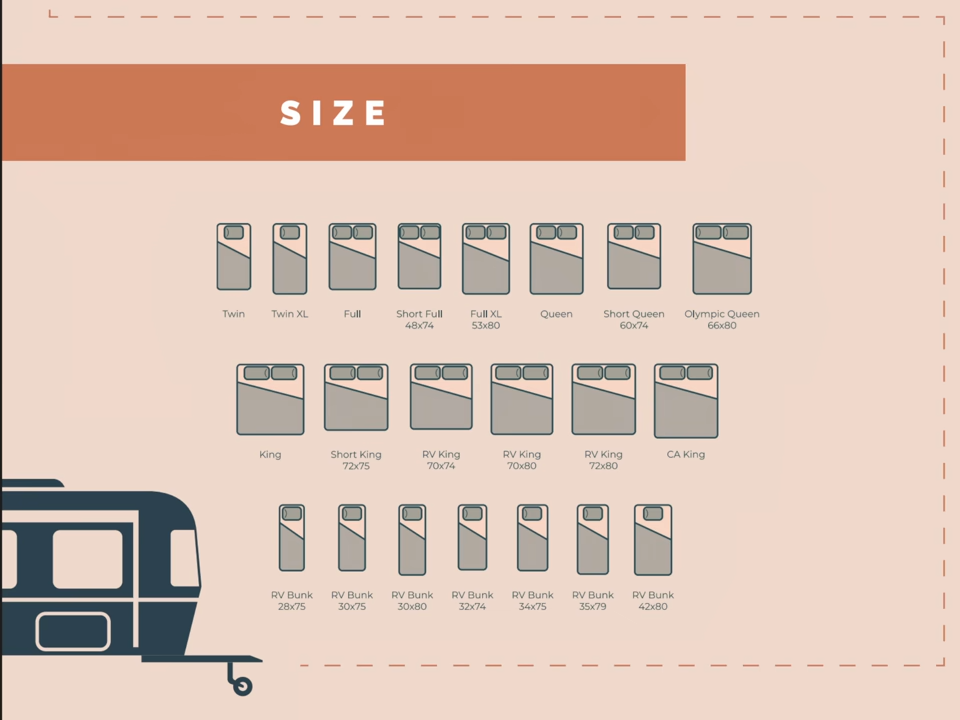 SIZE
Twin
Twin XL
Full
Short Full
48x74
Full XL
53x80
Queen
Short Queen
60x74
Olympic Queen
66x80
King
Short King
72x75
RV King
70x74
RV King
70x80
RV King
72x80
CA King
RV Bunk
28x75
RV Bunk
30x75
RV Bunk
30x80
RV Bunk
32x74
RV Bunk
34x75
RV Bunk
35x79
RV Bunk
42x80